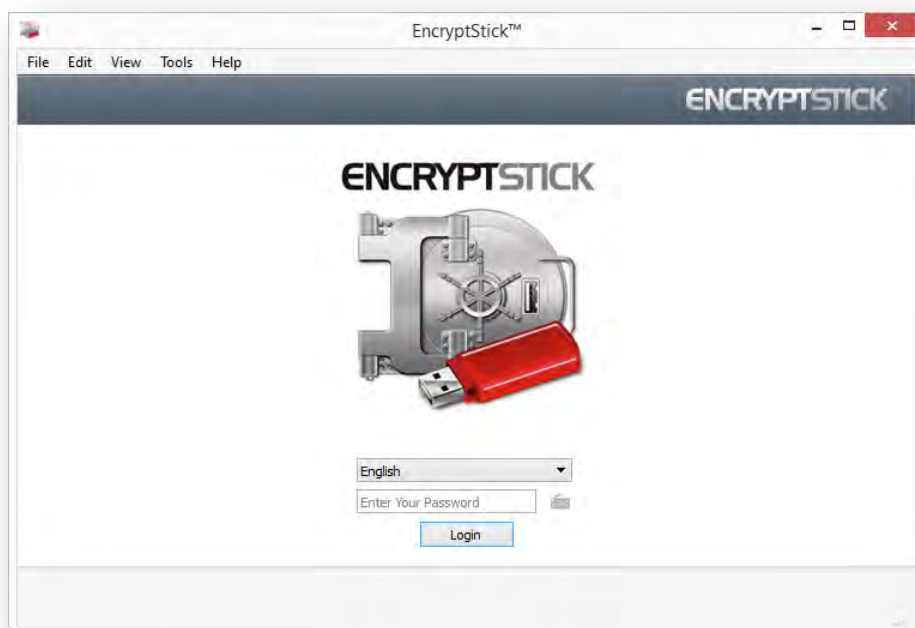 EncryptStick™
File Edit View Tools Help
ENCRYPTSTICK
ENCRYPTSTICK
English
Enter Your Password
Login